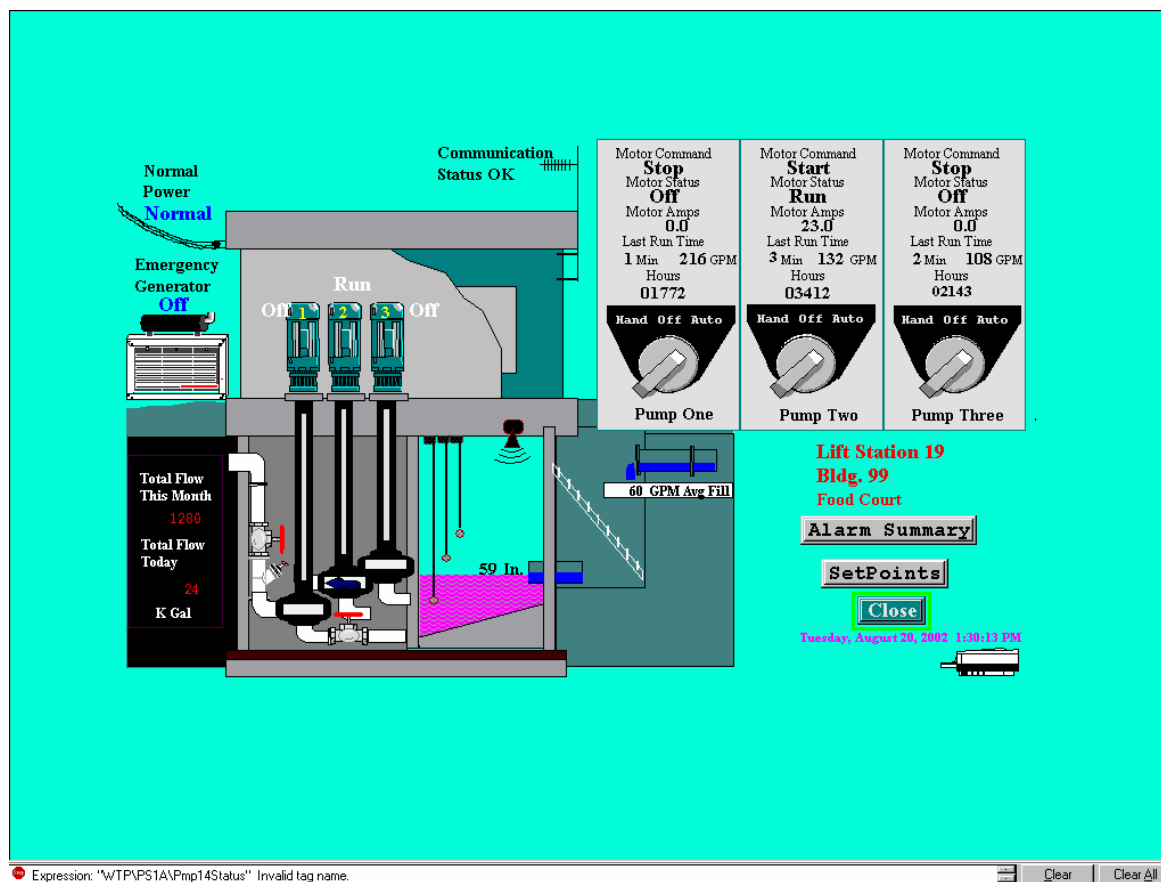 Communication
Status OK
Normal
Power
Normal
Emergency
Generator
Off
Run
Off
1
2
3
Off
Motor Command
Stop
Motor Status
Off
Motor Amps
0.0
Last Run Time
1 Min 216 GPM
Hours
01772
Hand Off Auto
Pump One
Motor Command
Start
Motor Status
Run
Motor Amps
23.0
Last Run Time
3 Min 132 GPM
Hours
03412
Hand Off Auto
Pump Two
Motor Command
Stop
Motor Status
Off
Motor Amps
0.0
Last Run Time
2 Min 108 GPM
Hours
02143
Hand Off Auto
Pump Three
Total Flow
This Month
1280
Total Flow
Today
24
K Gal
59 In.
60 GPM Avg Fill
Lift Station 19
Bldg. 99
Food Court
Alarm Summary
SetPoints
Close
Tuesday, August 20, 2002 1:30:13 PM
Stop
Expression: "WTP\PS1A\Pmp14Status" Invalid tag name.
Clear
Clear All